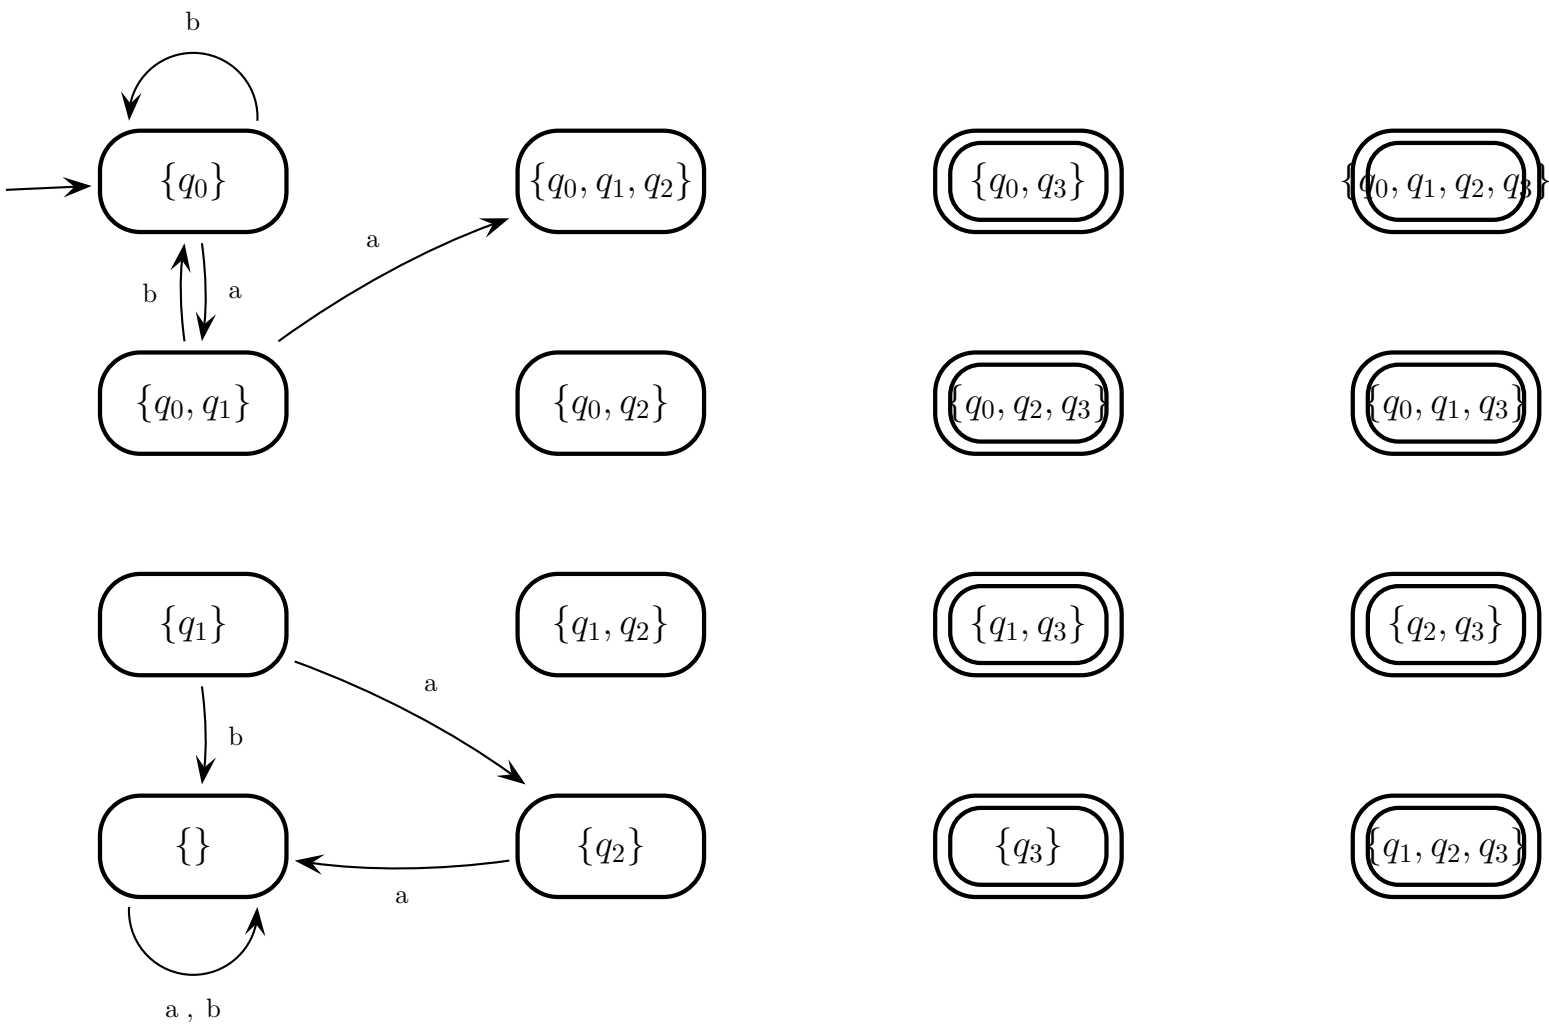 b
{q₀} {q₀, q₁, q₂} {q₀, q₃} {q₀, q₁, q₂, q₃}
a
b a
{q₀, q₁} {q₀, q₂} {q₀, q₂, q₃} {q₀, q₁, q₃}
{q₁} {q₁, q₂} {q₁, q₃} {q₂, q₃}
a
b
{} {q₂} {q₃} {q₁, q₂, q₃}
a
a , b